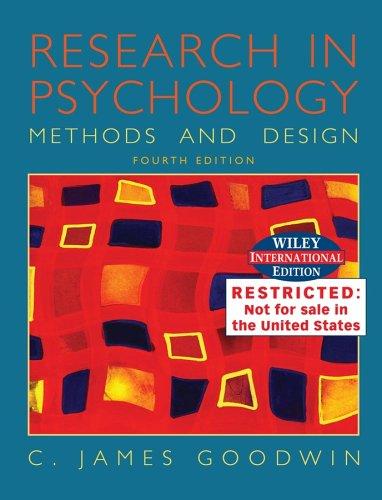 RESEARCH IN
PSYCHOLOGY
METHODS AND DESIGN
FOURTH EDITION
WILEY
INTERNATIONAL
EDITION
RESTRICTED:
Not for sale in
the United States
C. JAMES GOODWIN